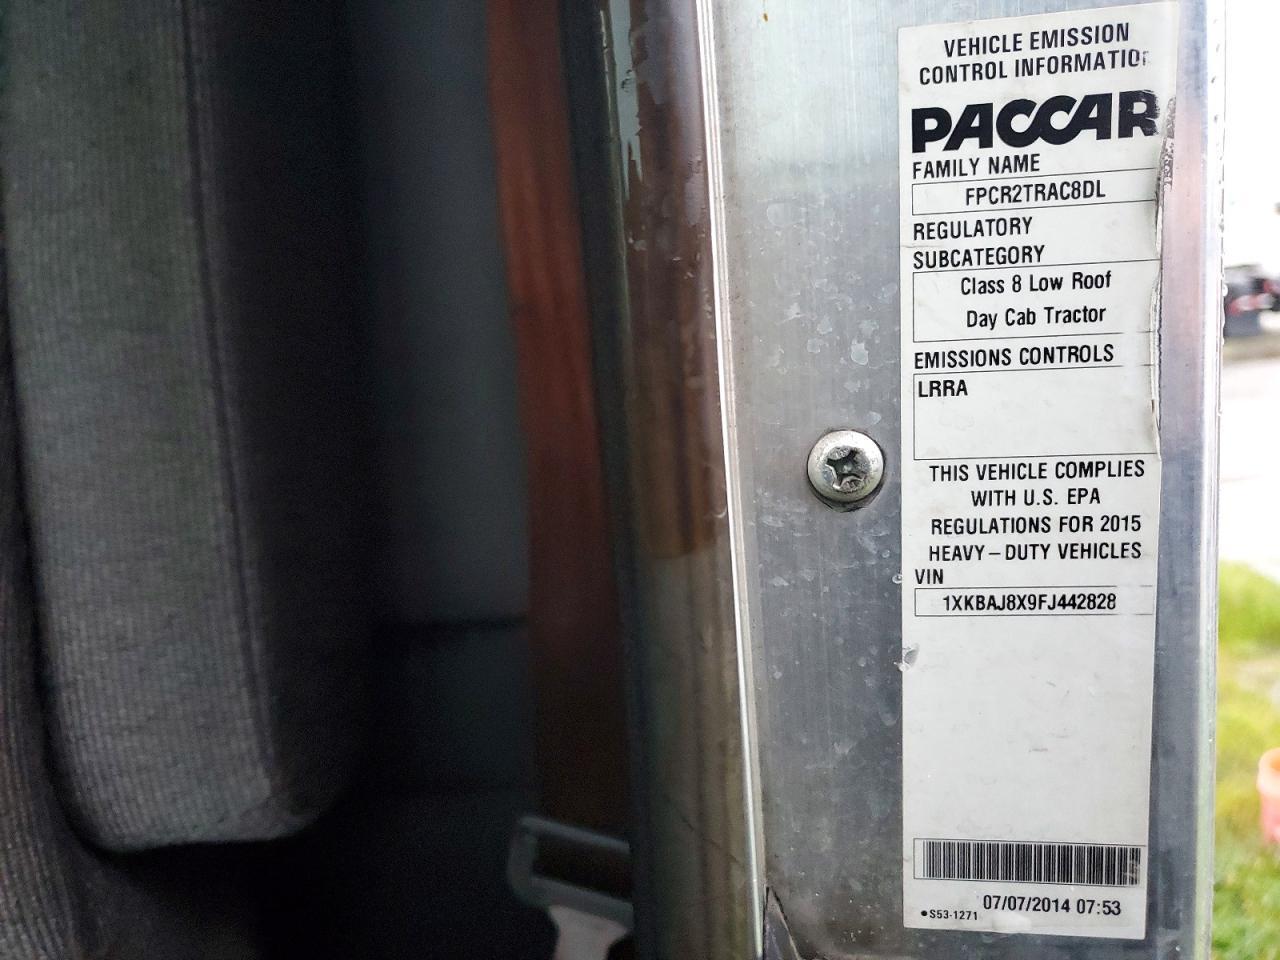 VEHICLE EMISSION
CONTROL INFORMATION
PACCAR
FAMILY NAME
FPCR2TRAC8DL
REGULATORY
SUBCATEGORY
Class 8 Low Roof
Day Cab Tractor
EMISSIONS CONTROLS
LRRA
THIS VEHICLE COMPLIES
WITH U.S. EPA
REGULATIONS FOR 2015
HEAVY-DUTY VEHICLES
VIN
1XKBAJ8X9FJ442828
07/07/2014 07:53
•S53-1271